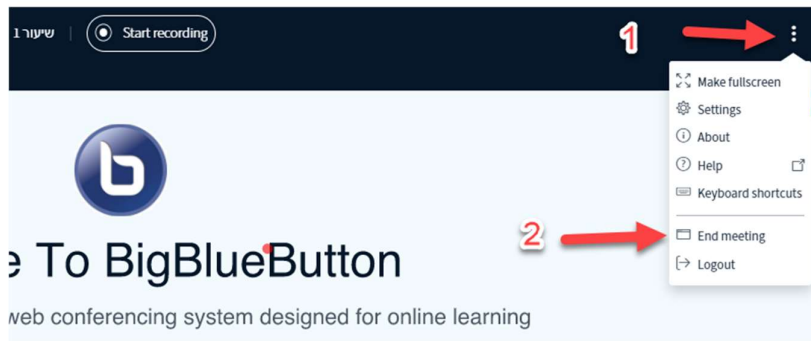 שיעור 1
Start recording
1
Make fullscreen
Settings
About
Help
Keyboard shortcuts
2
End meeting
Logout
e To BigBlueButton
web conferencing system designed for online learning